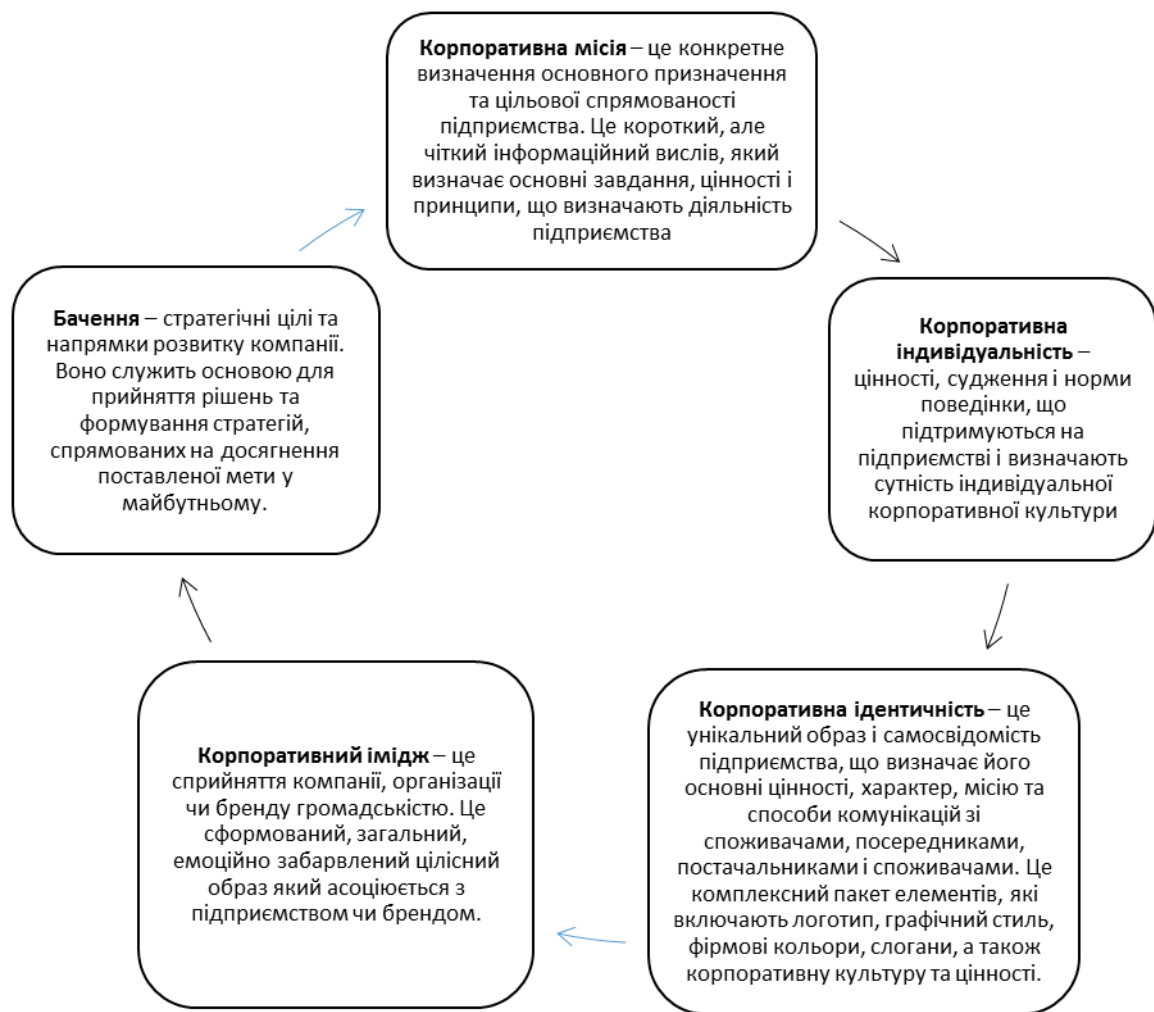 Корпоративна місія – це конкретне
визначення основного призначення
та цільової спрямованості
підприємства. Це короткий, але
чіткий інформаційний вислів, який
визначає основні завдання, цінності і
принципи, що визначають діяльність
підприємства
Корпоративна
індивідуальність –
цінності, судження і норми
поведінки, що
підтримуються на
підприємстві і визначають
сутність індивідуальної
корпоративної культури
Корпоративна ідентичність – це
унікальний образ і самосвідомість
підприємства, що визначає його
основні цінності, характер, місію та
способи комунікацій зі
споживачами, посередниками,
постачальниками і споживачами. Це
комплексний пакет елементів, які
включають логотип, графічний стиль,
фірмові кольори, слогани, а також
корпоративну культуру та цінності.
Корпоративний імідж – це
сприйняття компанії, організації
чи бренду громадськістю. Це
сформований, загальний,
емоційно забарвлений цілісний
образ який асоціюється з
підприємством чи брендом.
Бачення – стратегічні цілі та
напрямки розвитку компанії.
Воно служить основою для
прийняття рішень та
формування стратегій,
спрямованих на досягнення
поставленої мети у
майбутньому.